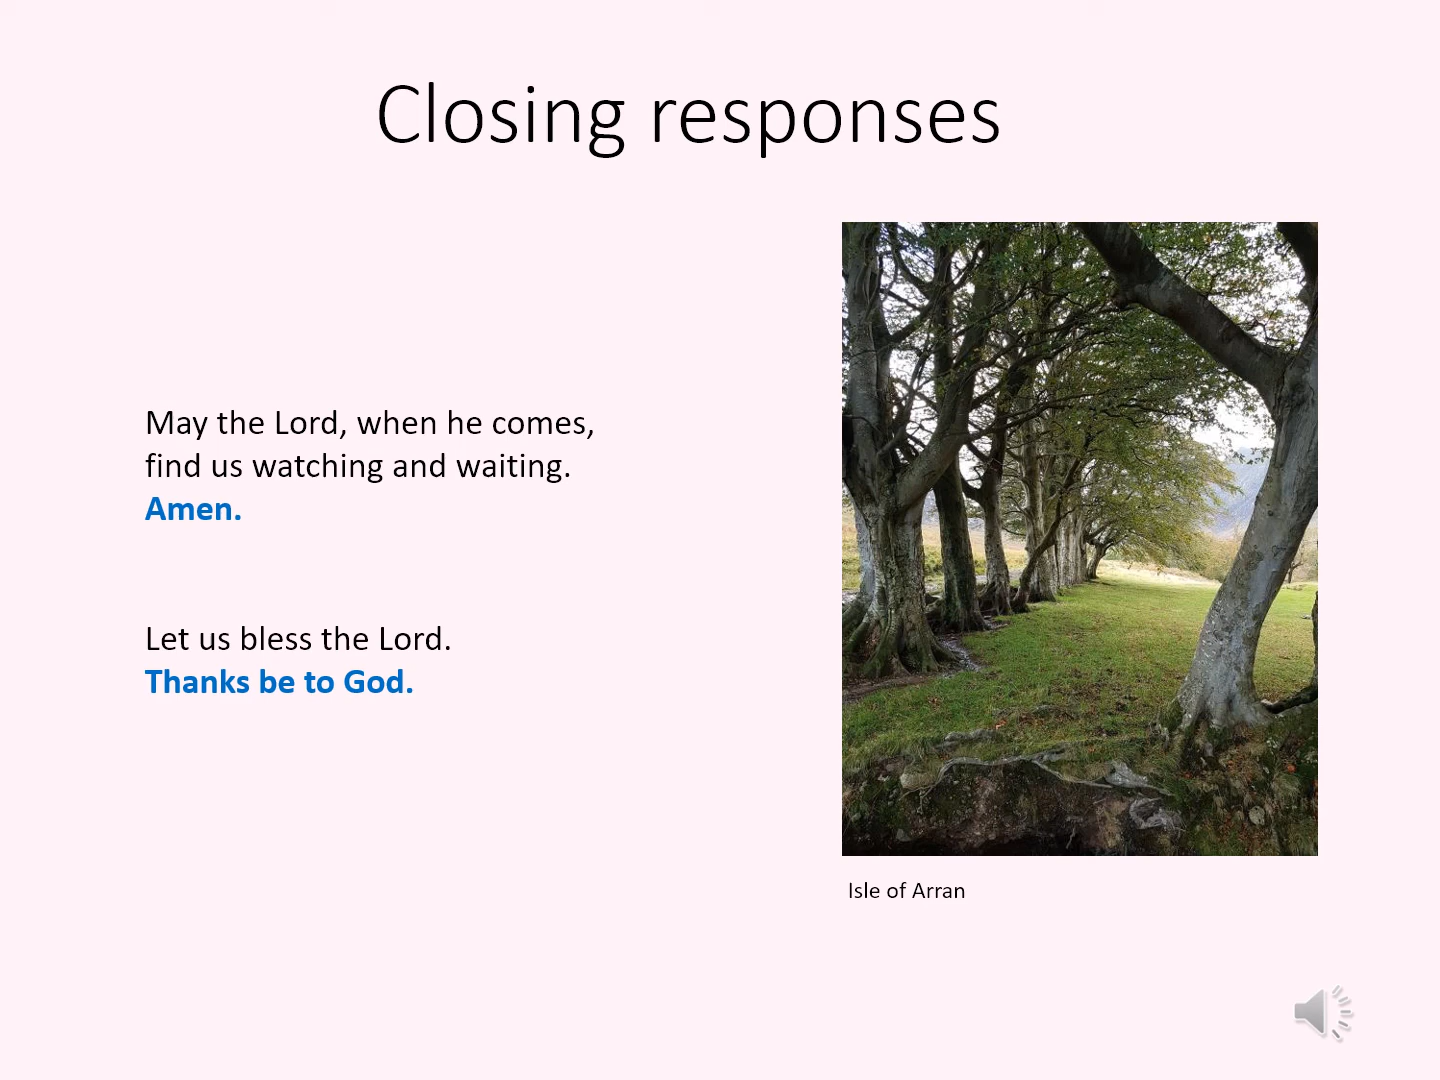 Closing responses
May the Lord, when he comes,
find us watching and waiting.
Amen.
Let us bless the Lord.
Thanks be to God.
Isle of Arran